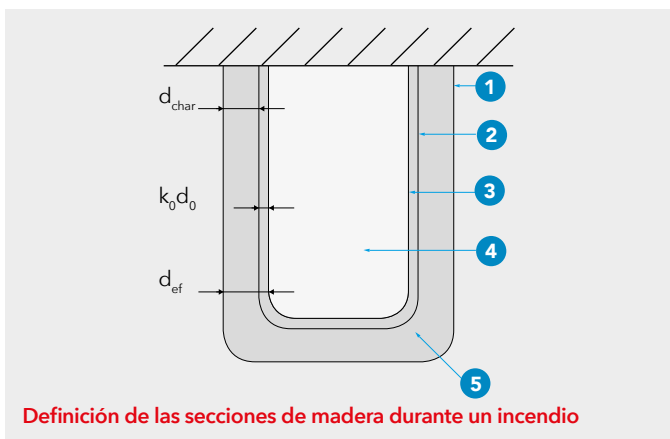 1
d_char
2
k_0d_0
3
4
d_ef
5
Definición de las secciones de madera durante un incendio